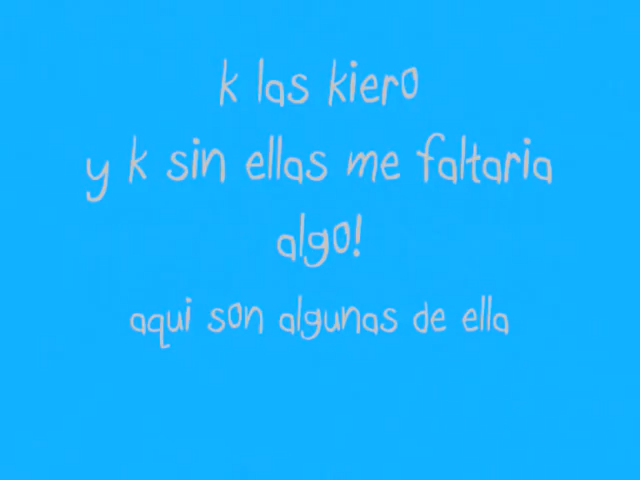 k las kiero
y k sin ellas me faltaria
algo!
aqui son algunas de ella